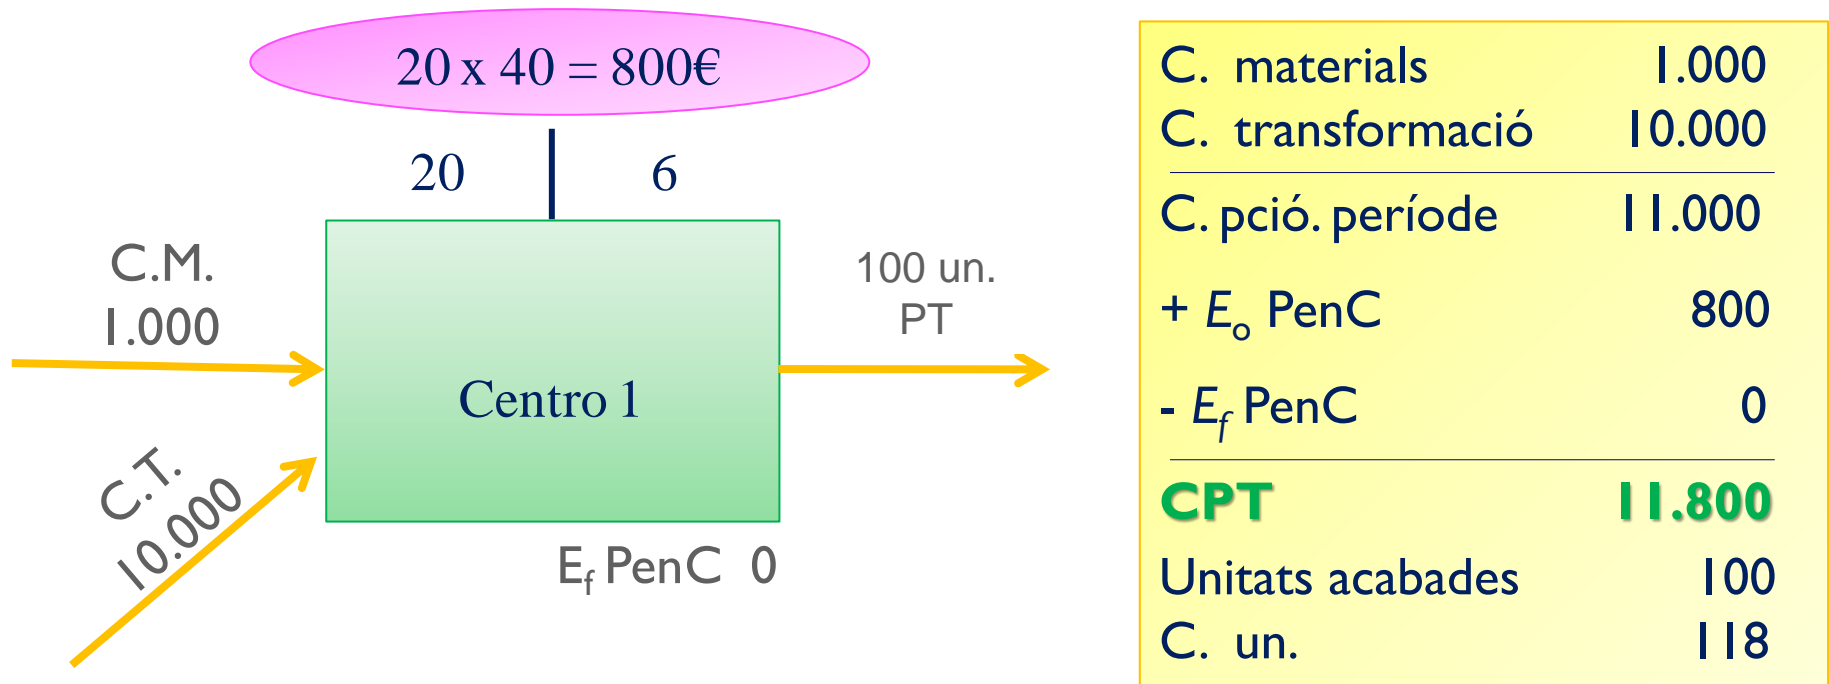 20 x 40 = 800€
20 6
C.M.
1.000
C.T.
10.000
Centro 1
100 un.
PT
Ef PenC 0
C. materials 1.000
C. transformació 10.000
C. pció. període 11.000
+ Eo PenC 800
- Ef PenC 0
CPT 11.800
Unitats acabades 100
C. un. 118